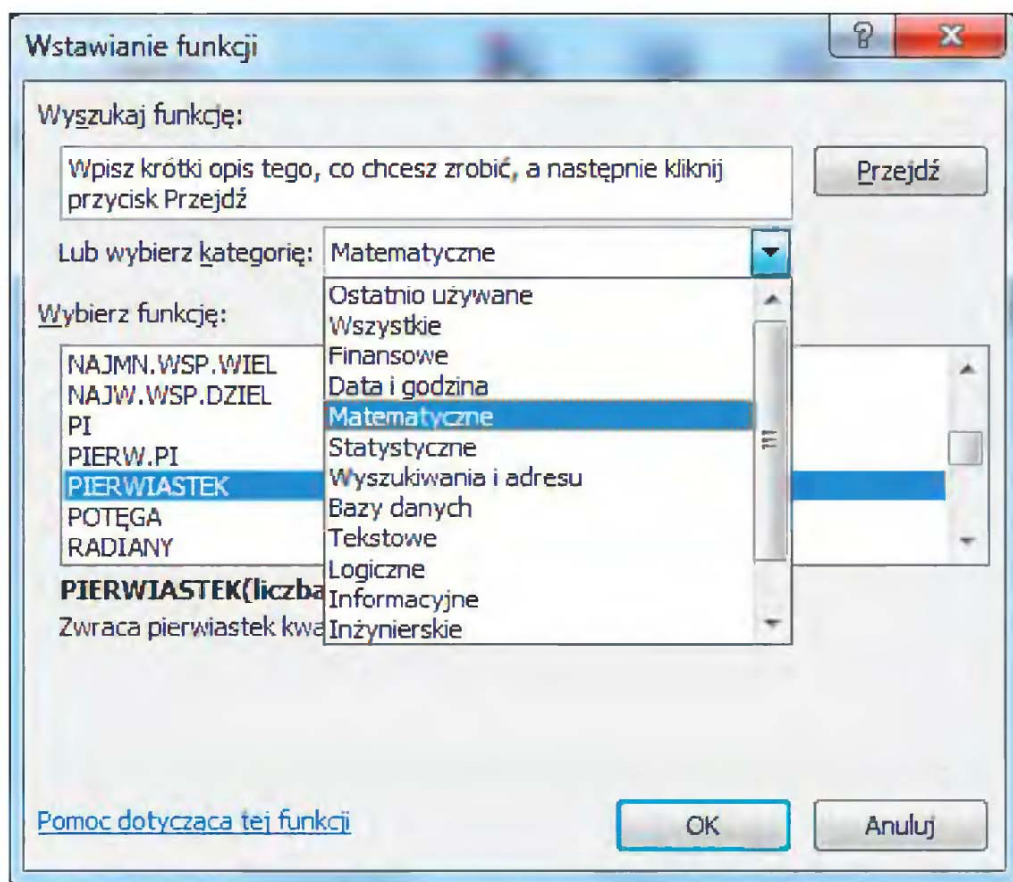 Wstawianie funkcji
Wyszukaj funkcję:
Wpisz krótki opis tego, co chcesz zrobić, a następnie kliknij
przycisk Przejdź
Przejdź
Lub wybierz kategorię: Matematyczne
Ostatnio używane
Wszystkie
Finansowe
Data i godzina
Matematyczne
Statystyczne
Wyszukiwania i adresu
Bazy danych
Tekstowe
Logiczne
Informacyjne
Inżynierskie
Wybierz funkcję:
NAJMN.WSP.WIEL
NAJW.WSP.DZIEL
PI
PIERW.PI
PIERWIASTEK
POTĘGA
RADIANY
PIERWIASTEK(liczba
Zwraca pierwiastek kwa
Pomoc dotycząca tej funkcji
OK
Anuluj